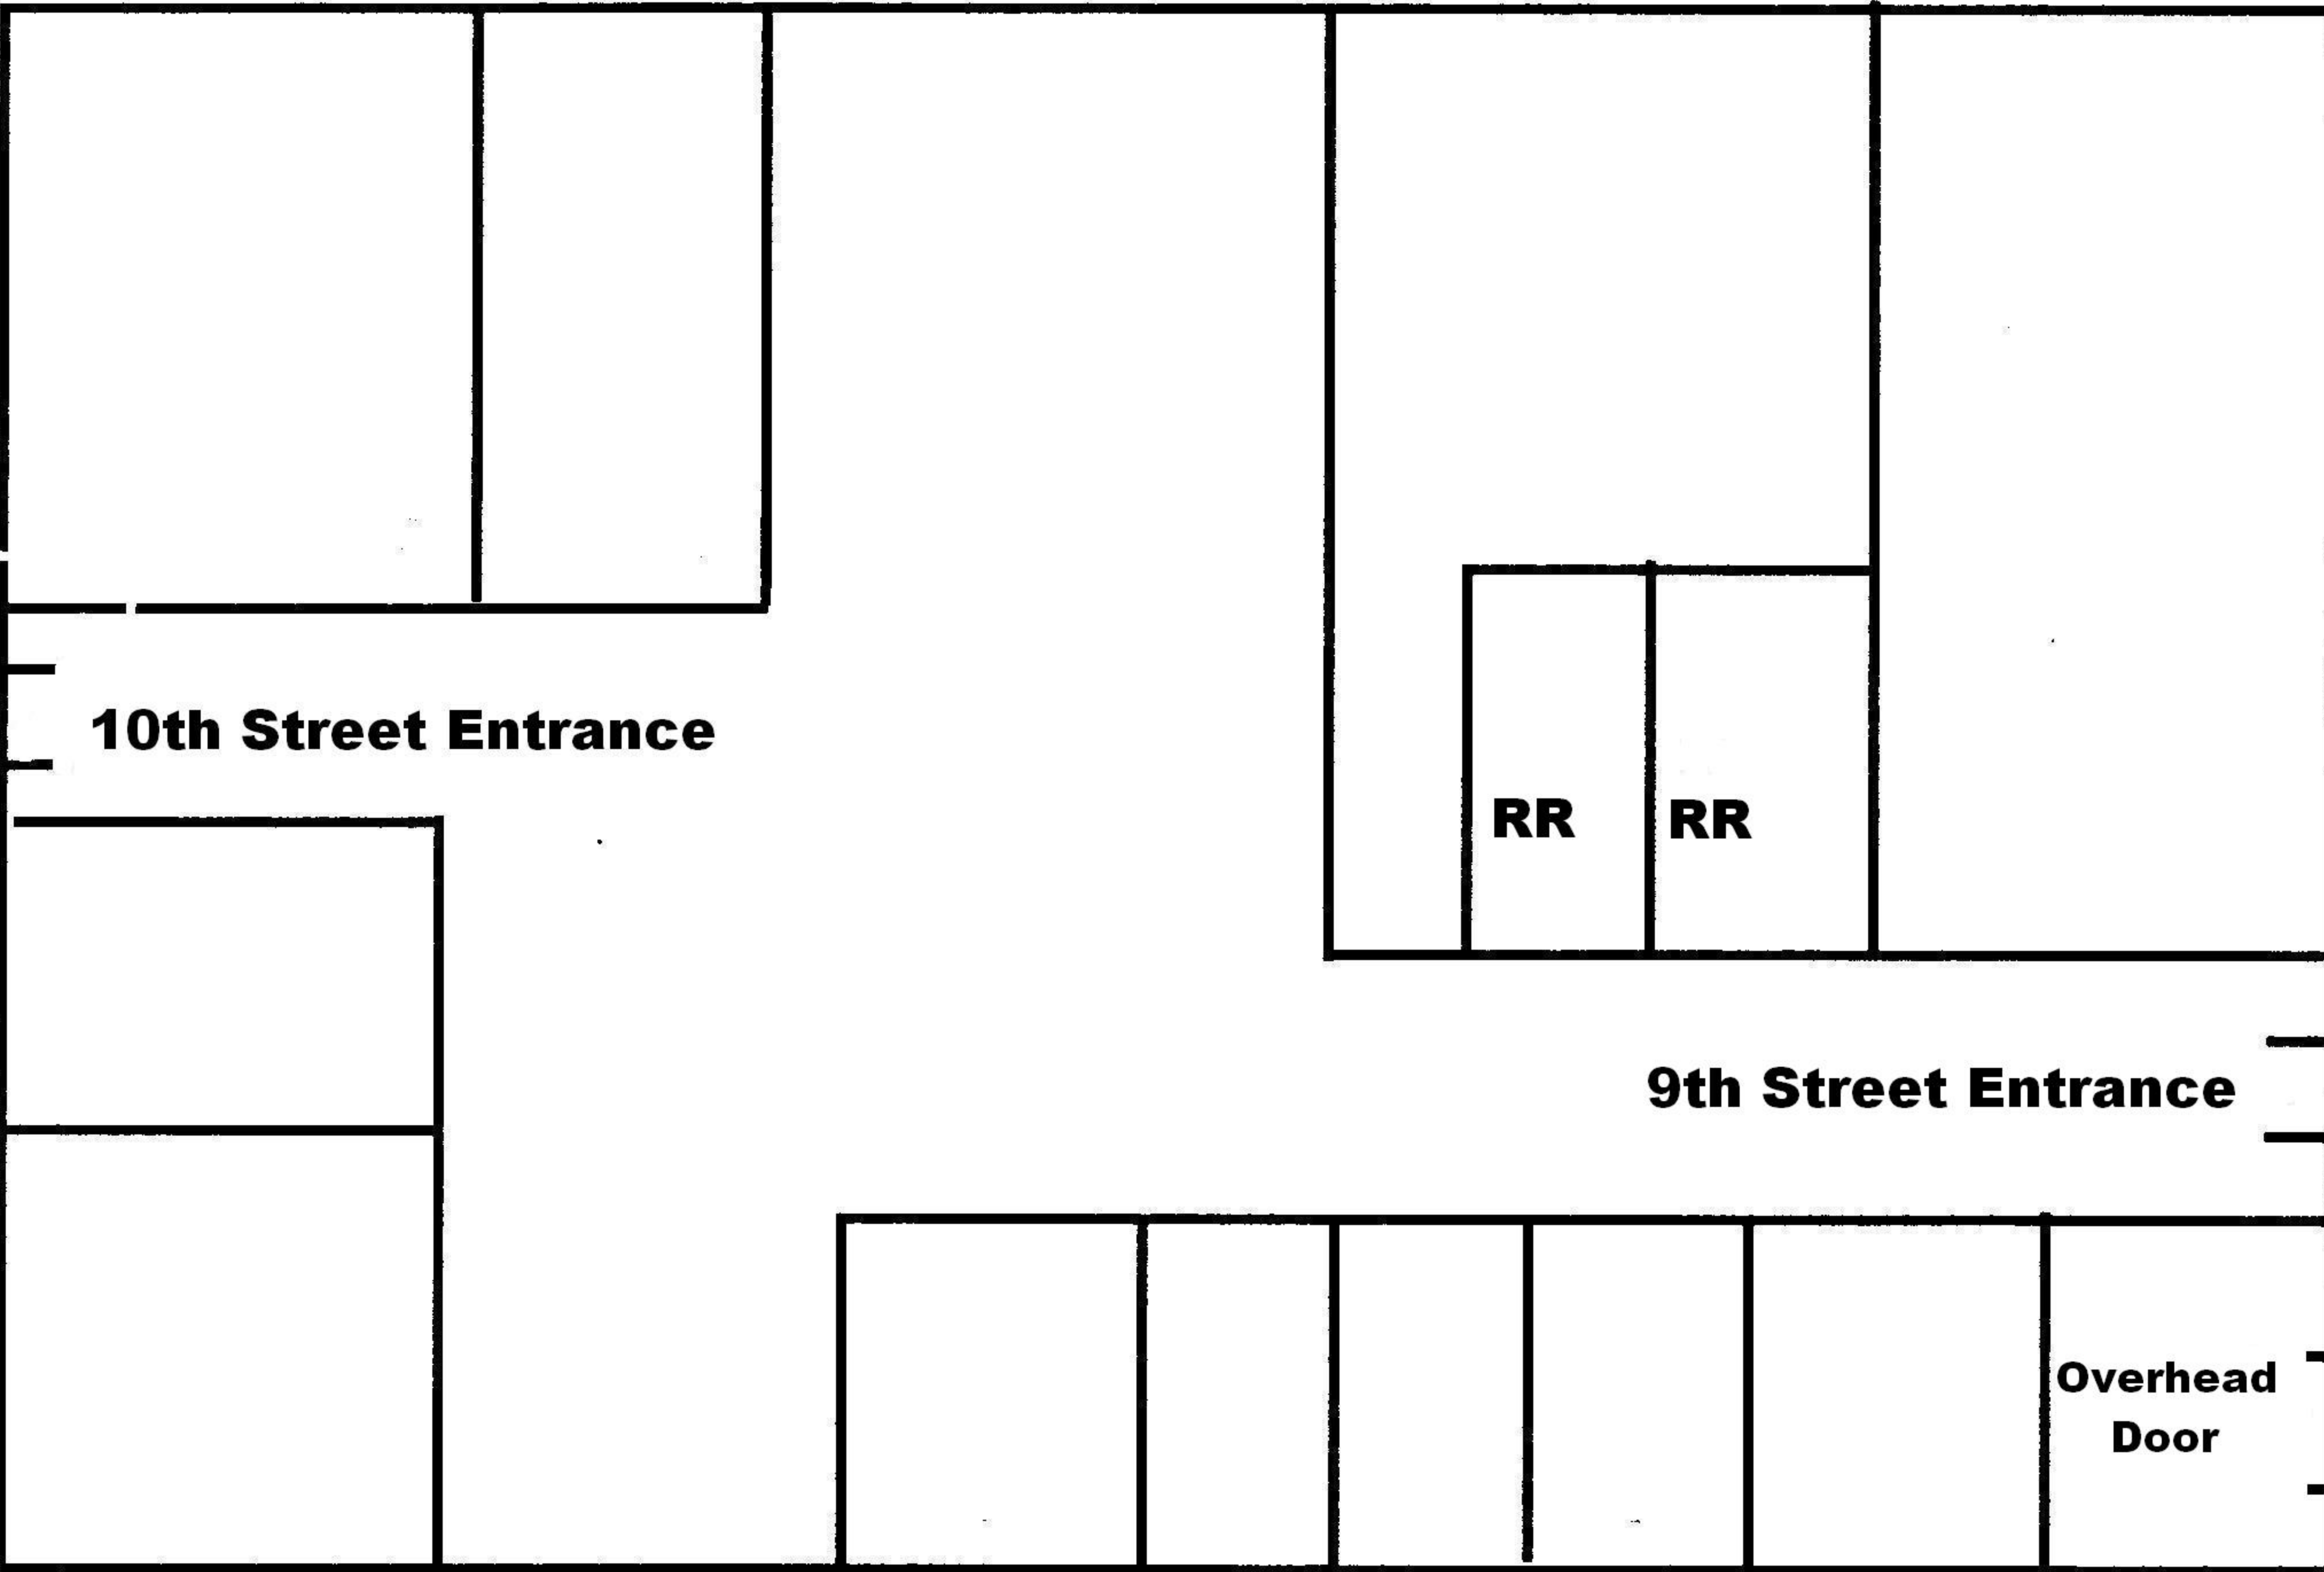 10th Street Entrance
RR
RR
9th Street Entrance
Overhead
Door